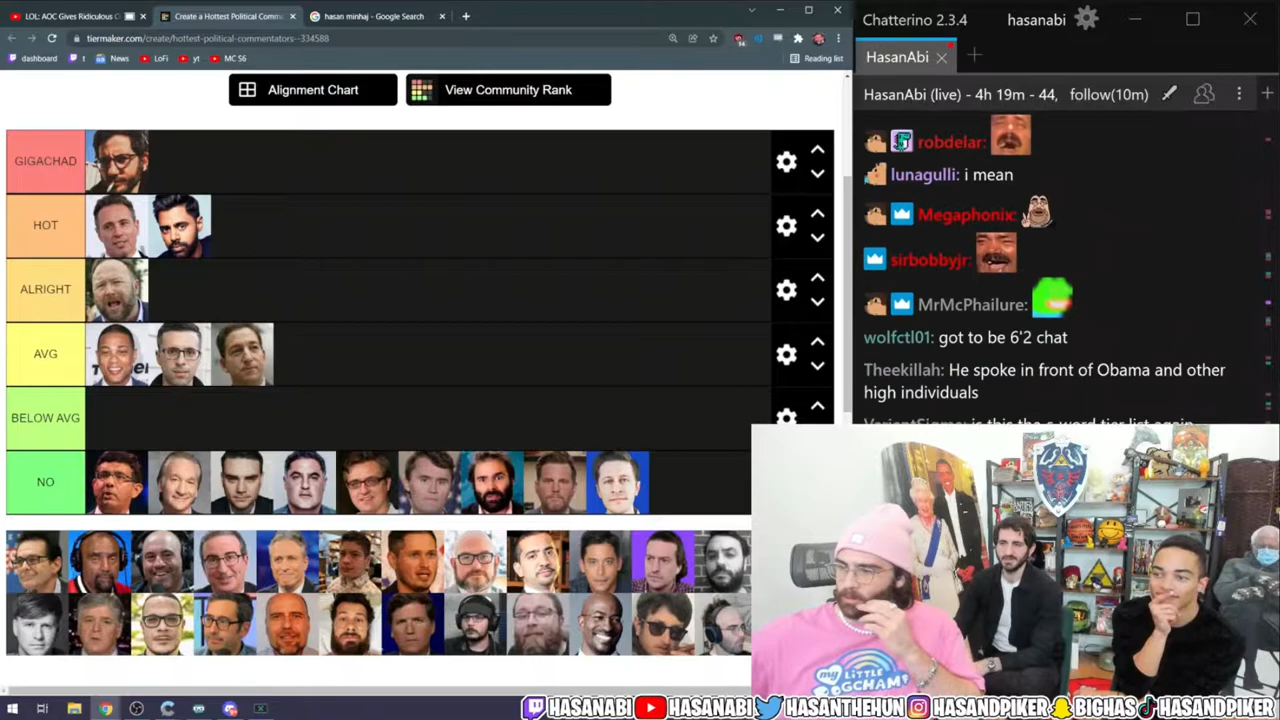 LOL: AOC Gives Ridiculous C
Create a Hottest Political Comm
hasan minhaj - Google Search
tiermaker.com/create/hottest-political-commentators--334588
dashboard
t
News
LoFi
yt
MC 56
Reading list
Alignment Chart
View Community Rank
GIGACHAD
HOT
ALRIGHT
AVG
BELOW AVG
NO
Chatterino 2.3.4
hasanabi
HasanAbi
HasanAbi (live) - 4h 19m - 44,
follow(10m)
robdelar:
lunagulli: i mean
Megaphonix:
sirbobbyjr:
MrMcPhailure:
wolfctl01: got to be 6'2 chat
Theekillah: He spoke in front of Obama and other
high individuals
my
LITTLE
HASANABI
HASANABI
HASANTHEHUN
HASANDPIKER
BIGHAS
HASANDPIKER